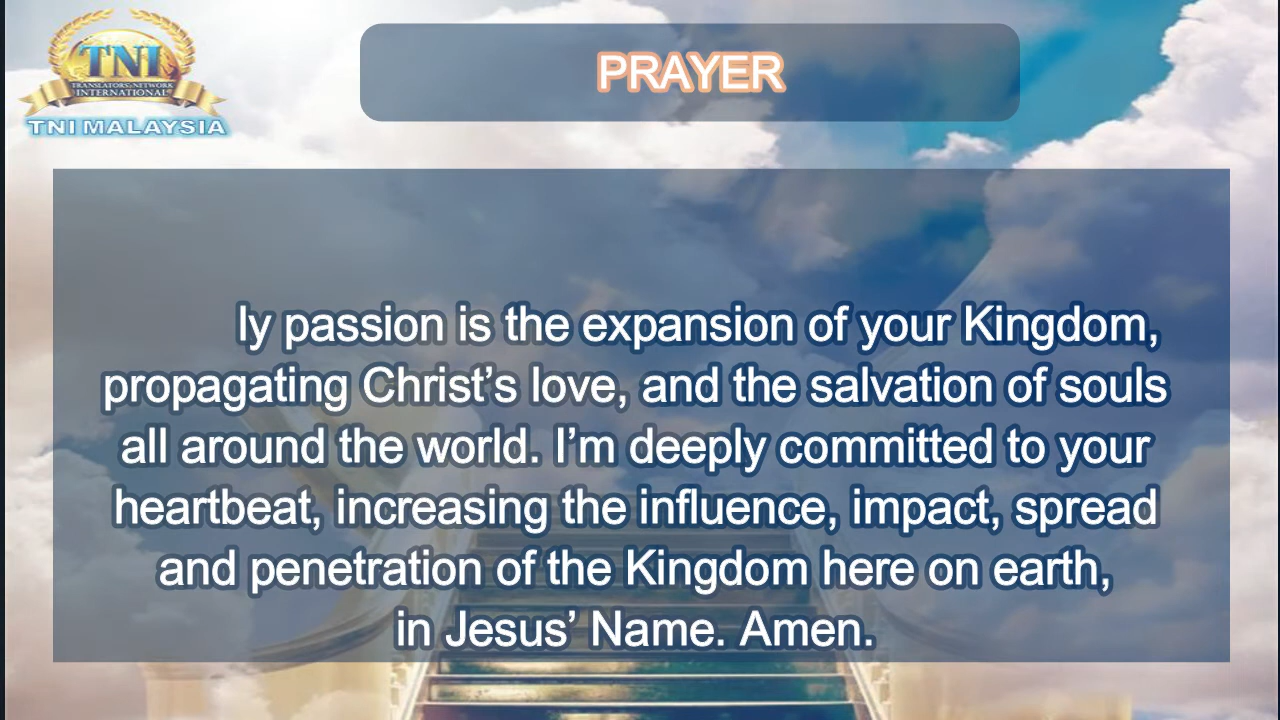 TNI
TRANSLATORS NETWORK
INTERNATIONAL
TNI MALAYSIA
PRAYER
ly passion is the expansion of your Kingdom,
propagating Christ’s love, and the salvation of souls
all around the world. I’m deeply committed to your
heartbeat, increasing the influence, impact, spread
and penetration of the Kingdom here on earth,
in Jesus’ Name. Amen.